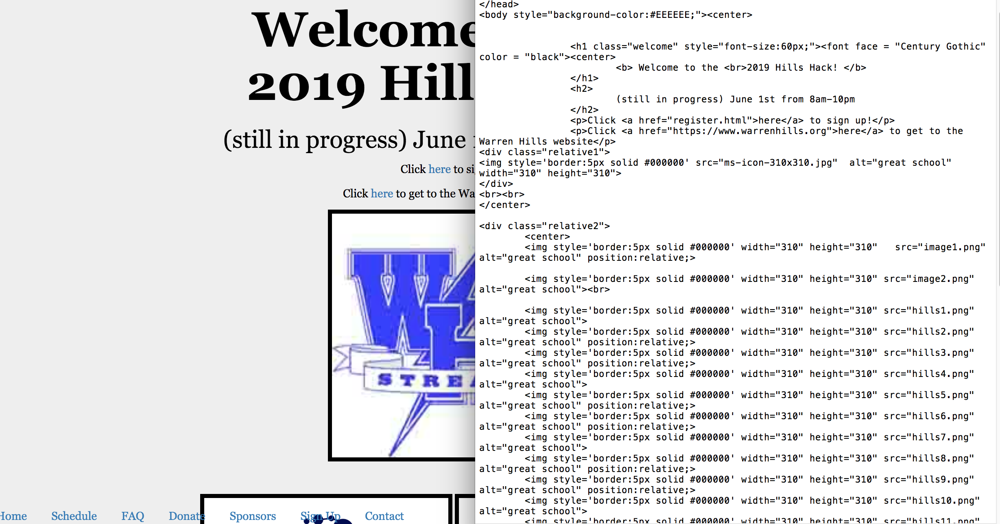 Welcome
2019 Hill
(still in progress) June
Click here to si
Click here to get to the Wa
STREA
Home Schedule FAQ Donate Sponsors Sign Up Contact
</head>
<body style="background-color:#EEEEEE;"><center>
<h1 class="welcome" style="font-size:60px;"><font face = "Century Gothic"
color = "black"><center>
<b> Welcome to the <br>2019 Hills Hack! </b>
</h1>
<h2>
(still in progress) June 1st from 8am-10pm
</h2>
<p>Click <a href="register.html">here</a> to sign up!</p>
<p>Click <a href="https://www.warrenhills.org">here</a> to get to the
Warren Hills website</p>
<div class="relative1">
<img style='border:5px solid #000000' src="ms-icon-310x310.jpg"  alt="great school"
width="310" height="310">
</div>
<br><br>
</center>
<div class="relative2">
<center>
<img style='border:5px solid #000000' width="310" height="310"   src="image1.png"
alt="great school" position:relative;>
<img style='border:5px solid #000000' width="310" height="310" src="image2.png"
alt="great school"><br>
<img style='border:5px solid #000000' width="310" height="310" src="hills1.png"
alt="great school">
<img style='border:5px solid #000000' width="310" height="310" src="hills2.png"
alt="great school" position:relative;>
<img style='border:5px solid #000000' width="310" height="310" src="hills3.png"
alt="great school" position:relative;>
<img style='border:5px solid #000000' width="310" height="310" src="hills4.png"
alt="great school">
<img style='border:5px solid #000000' width="310" height="310" src="hills5.png"
alt="great school" position:relative;>
<img style='border:5px solid #000000' width="310" height="310" src="hills6.png"
alt="great school" position:relative;>
<img style='border:5px solid #000000' width="310" height="310" src="hills7.png"
alt="great school">
<img style='border:5px solid #000000' width="310" height="310" src="hills8.png"
alt="great school" position:relative;>
<img style='border:5px solid #000000' width="310" height="310" src="hills9.png"
alt="great school" position:relative;>
<img style='border:5px solid #000000' width="310" height="310" src="hills10.png"
alt="great school">
<img style='border:5px solid #000000' width="310" height="310" src="hills11.png"